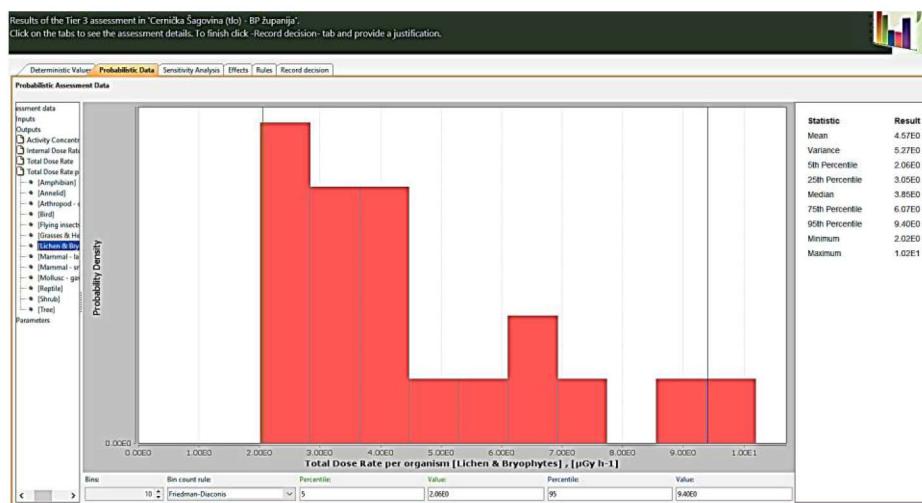 Results of the Tier 3 assessment in 'Cernička Šagovina (tlo) - BP županija'.
Click on the tabs to see the assessment details. To finish click -Record decision- tab and provide a justification.
Deterministic Values Probabilistic Data Sensitivity Analysis Effects Rules Record decision
Probabilistic Assessment Data
essment data
Inputs
Outputs
Activity Concentr
Internal Dose Rate
Total Dose Rate
Total Dose Rate p
[Amphibian]
[Annelid]
[Arthropod - 
[Bird]
[Flying insects
[Grasses & He
[Lichen & Bry
[Mammal - la
[Mammal - sr
[Mollusc - gas
[Reptile]
[Shrub]
[Tree]
Parameters
Probability Density
0.00E0
0.00E0 1.00E0 2.00E0 3.00E0 4.00E0 5.00E0 6.00E0 7.00E0 8.00E0 9.00E0 1.00E1
Total Dose Rate per organism [Lichen & Bryophytes] , [µGy h-1]
Bins: Bin count rule: Percentile: Value: Percentile: Value:
10 Friedman-Diaconis 5 2.06E0 95 9.40E0
Statistic Result
Mean 4.57E0
Variance 5.27E0
5th Percentile 2.06E0
25th Percentile 3.05E0
Median 3.85E0
75th Percentile 6.07E0
95th Percentile 9.40E0
Minimum 2.02E0
Maximum 1.02E1